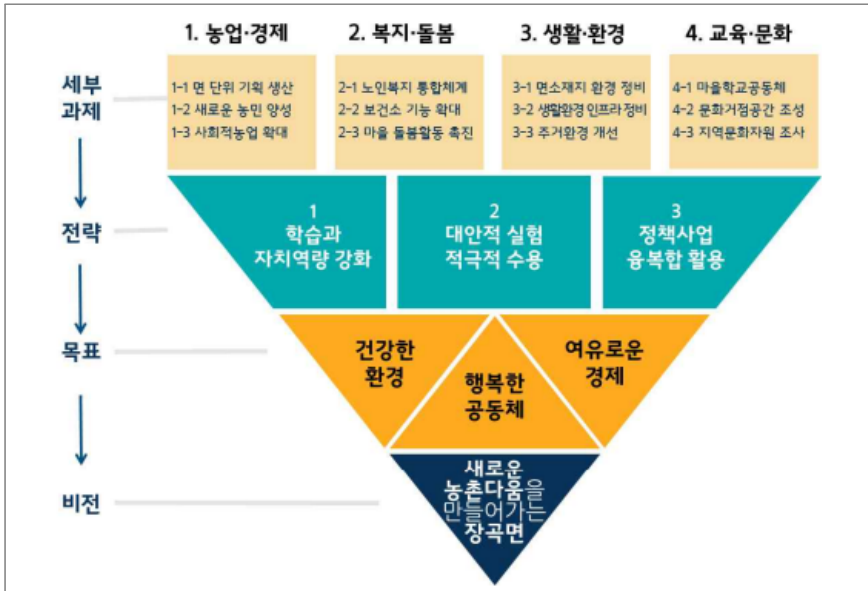 1. 농업·경제
2. 복지·돌봄
3. 생활·환경
4. 교육·문화
세부
과제
1-1 면 단위 기획 생산
1-2 새로운 농민 양성
1-3 사회적농업 확대
2-1 노인복지 통합체계
2-2 보건소 기능 확대
2-3 마을 돌봄활동 촉진
3-1 면소재지 환경 정비
3-2 생활환경 인프라 정비
3-3 주거환경 개선
4-1 마을학교공동체
4-2 문화거점공간 조성
4-3 지역문화자원 조사
전략
1
학습과
자치역량 강화
2
대안적 실험
적극적 수용
3
정책사업
융복합 활용
목표
건강한
환경
행복한
공동체
여유로운
경제
비전
새로운
농촌다움을
만들어가는
장곡면